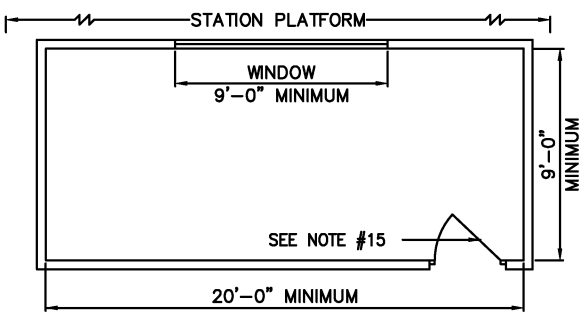 STATION PLATFORM
WINDOW
9'-0" MINIMUM
9'-0"
MINIMUM
SEE NOTE #15
20'-0" MINIMUM